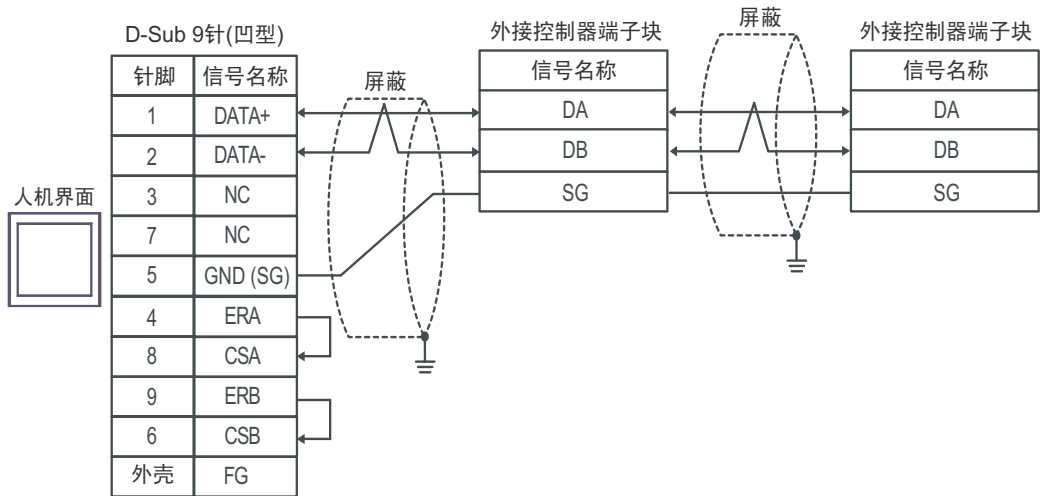 D-Sub 9针(凹型)
针脚 信号名称
1 DATA+
2 DATA-
3 NC
7 NC
5 GND (SG)
4 ERA
8 CSA
9 ERB
6 CSB
外壳 FG
人机界面
屏蔽
外接控制器端子块
信号名称
DA
DB
SG
屏蔽
外接控制器端子块
信号名称
DA
DB
SG